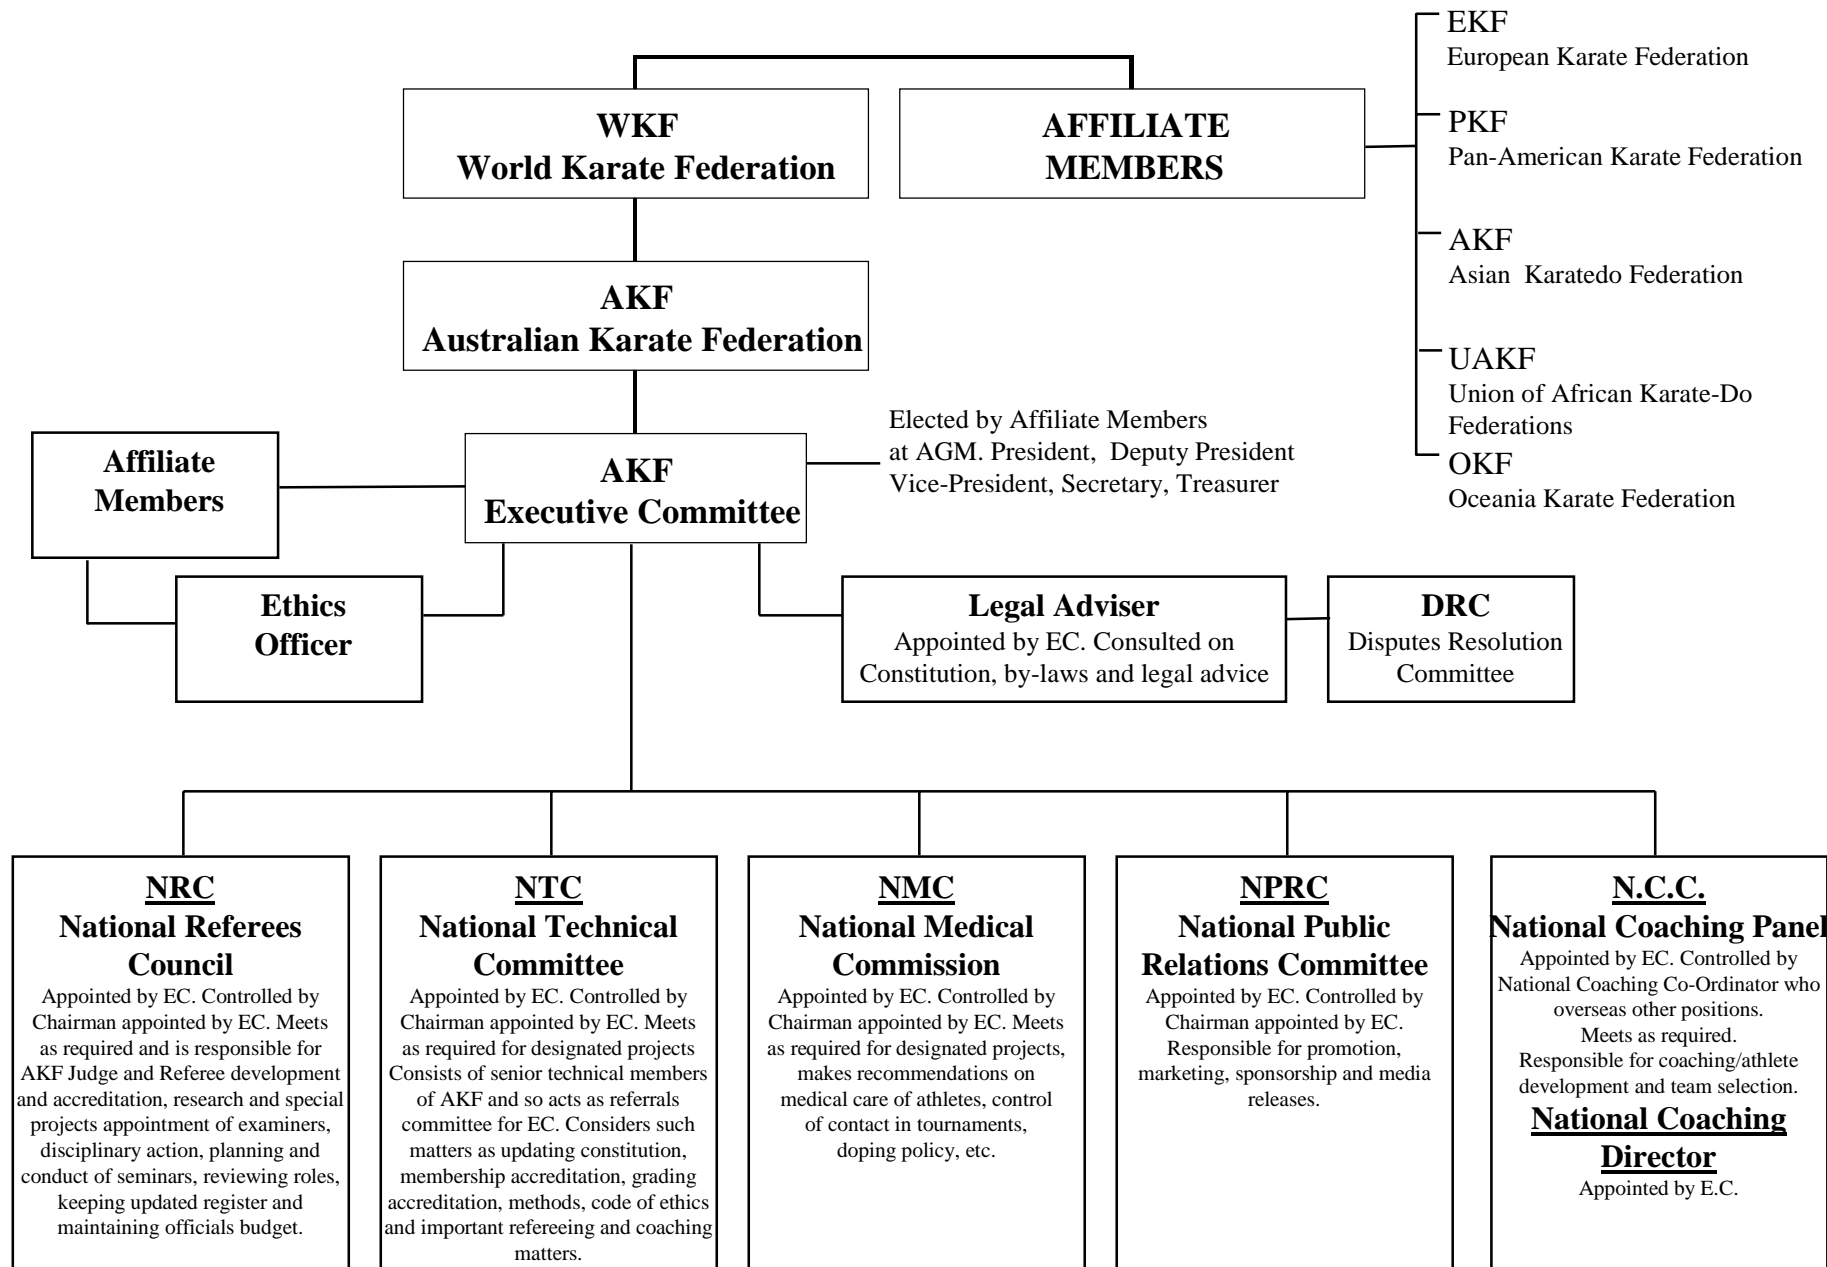 WKF
World Karate Federation
AFFILIATE
MEMBERS
EKF
European Karate Federation
PKF
Pan-American Karate Federation
AKF
Asian  Karatedo Federation
UAKF
Union of African Karate-Do
Federations
OKF
Oceania Karate Federation
AKF
Australian Karate Federation
Affiliate
Members
AKF
Executive Committee
Elected by Affiliate Members
at AGM. President,  Deputy President
Vice-President, Secretary, Treasurer
Ethics
Officer
Legal Adviser
Appointed by EC. Consulted on
Constitution, by-laws and legal advice
DRC
Disputes Resolution
Committee
NRC
National Referees
Council
Appointed by EC. Controlled by
Chairman appointed by EC. Meets
as required and is responsible for
AKF Judge and Referee development
and accreditation, research and special
projects appointment of examiners,
disciplinary action, planning and
conduct of seminars, reviewing roles,
keeping updated register and
maintaining officials budget.
NTC
National Technical
Committee
Appointed by EC. Controlled by
Chairman appointed by EC. Meets
as required for designated projects
Consists of senior technical members
of AKF and so acts as referrals
committee for EC. Considers such
matters as updating constitution,
membership accreditation, grading
accreditation, methods, code of ethics
and important refereeing and coaching
matters.
NMC
National Medical
Commission
Appointed by EC. Controlled by
Chairman appointed by EC. Meets
as required for designated projects,
makes recommendations on
medical care of athletes, control
of contact in tournaments,
doping policy, etc.
NPRC
National Public
Relations Committee
Appointed by EC. Controlled by
Chairman appointed by EC.
Responsible for promotion,
marketing, sponsorship and media
releases.
N.C.C.
National Coaching Panel
Appointed by EC. Controlled by
National Coaching Co-Ordinator who
overseas other positions.
Meets as required.
Responsible for coaching/athlete
development and team selection.
National Coaching
Director
Appointed by E.C.